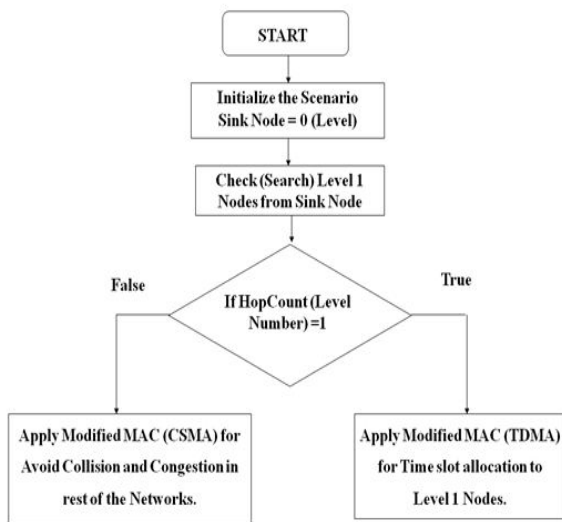 START
Initialize the Scenario
Sink Node = 0 (Level)
Check (Search) Level 1
Nodes from Sink Node
False
True
If HopCount (Level
Number) =1
Apply Modified MAC (CSMA) for
Avoid Collision and Congestion in
rest of the Networks.
Apply Modified MAC (TDMA)
for Time slot allocation to
Level 1 Nodes.